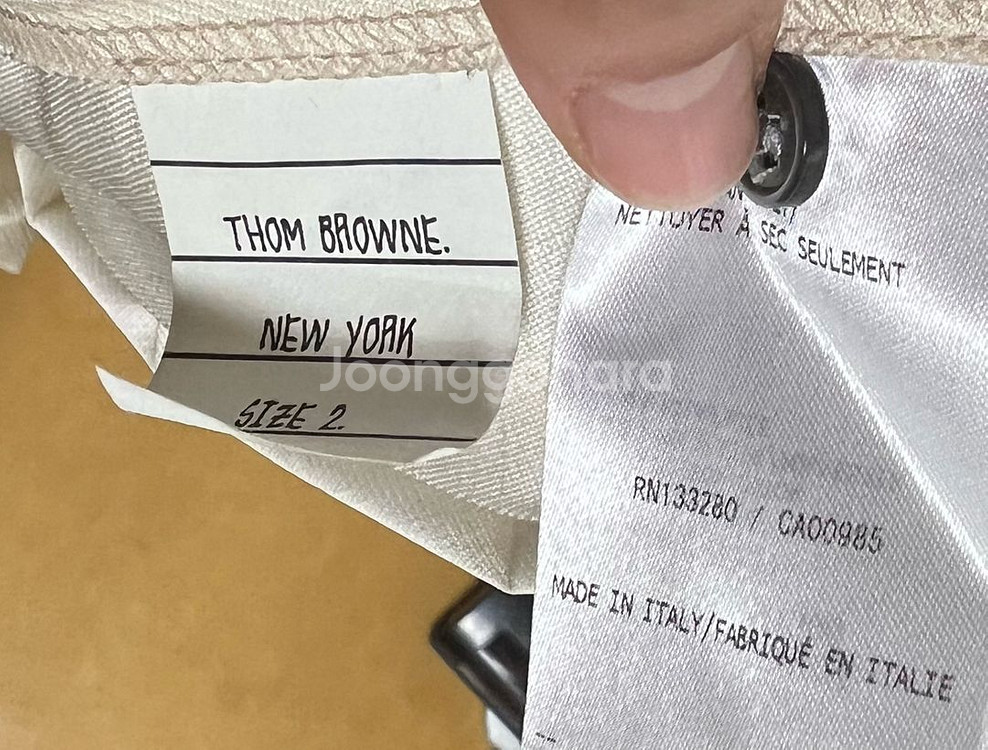 THOM BROWNE.
NEW YORK
SIZE 2.
NETTOYER À SEC SEULEMENT
RN133280 / CA00985
MADE IN ITALY/FABRIQUÉ EN ITALIE
--
Joonggonara